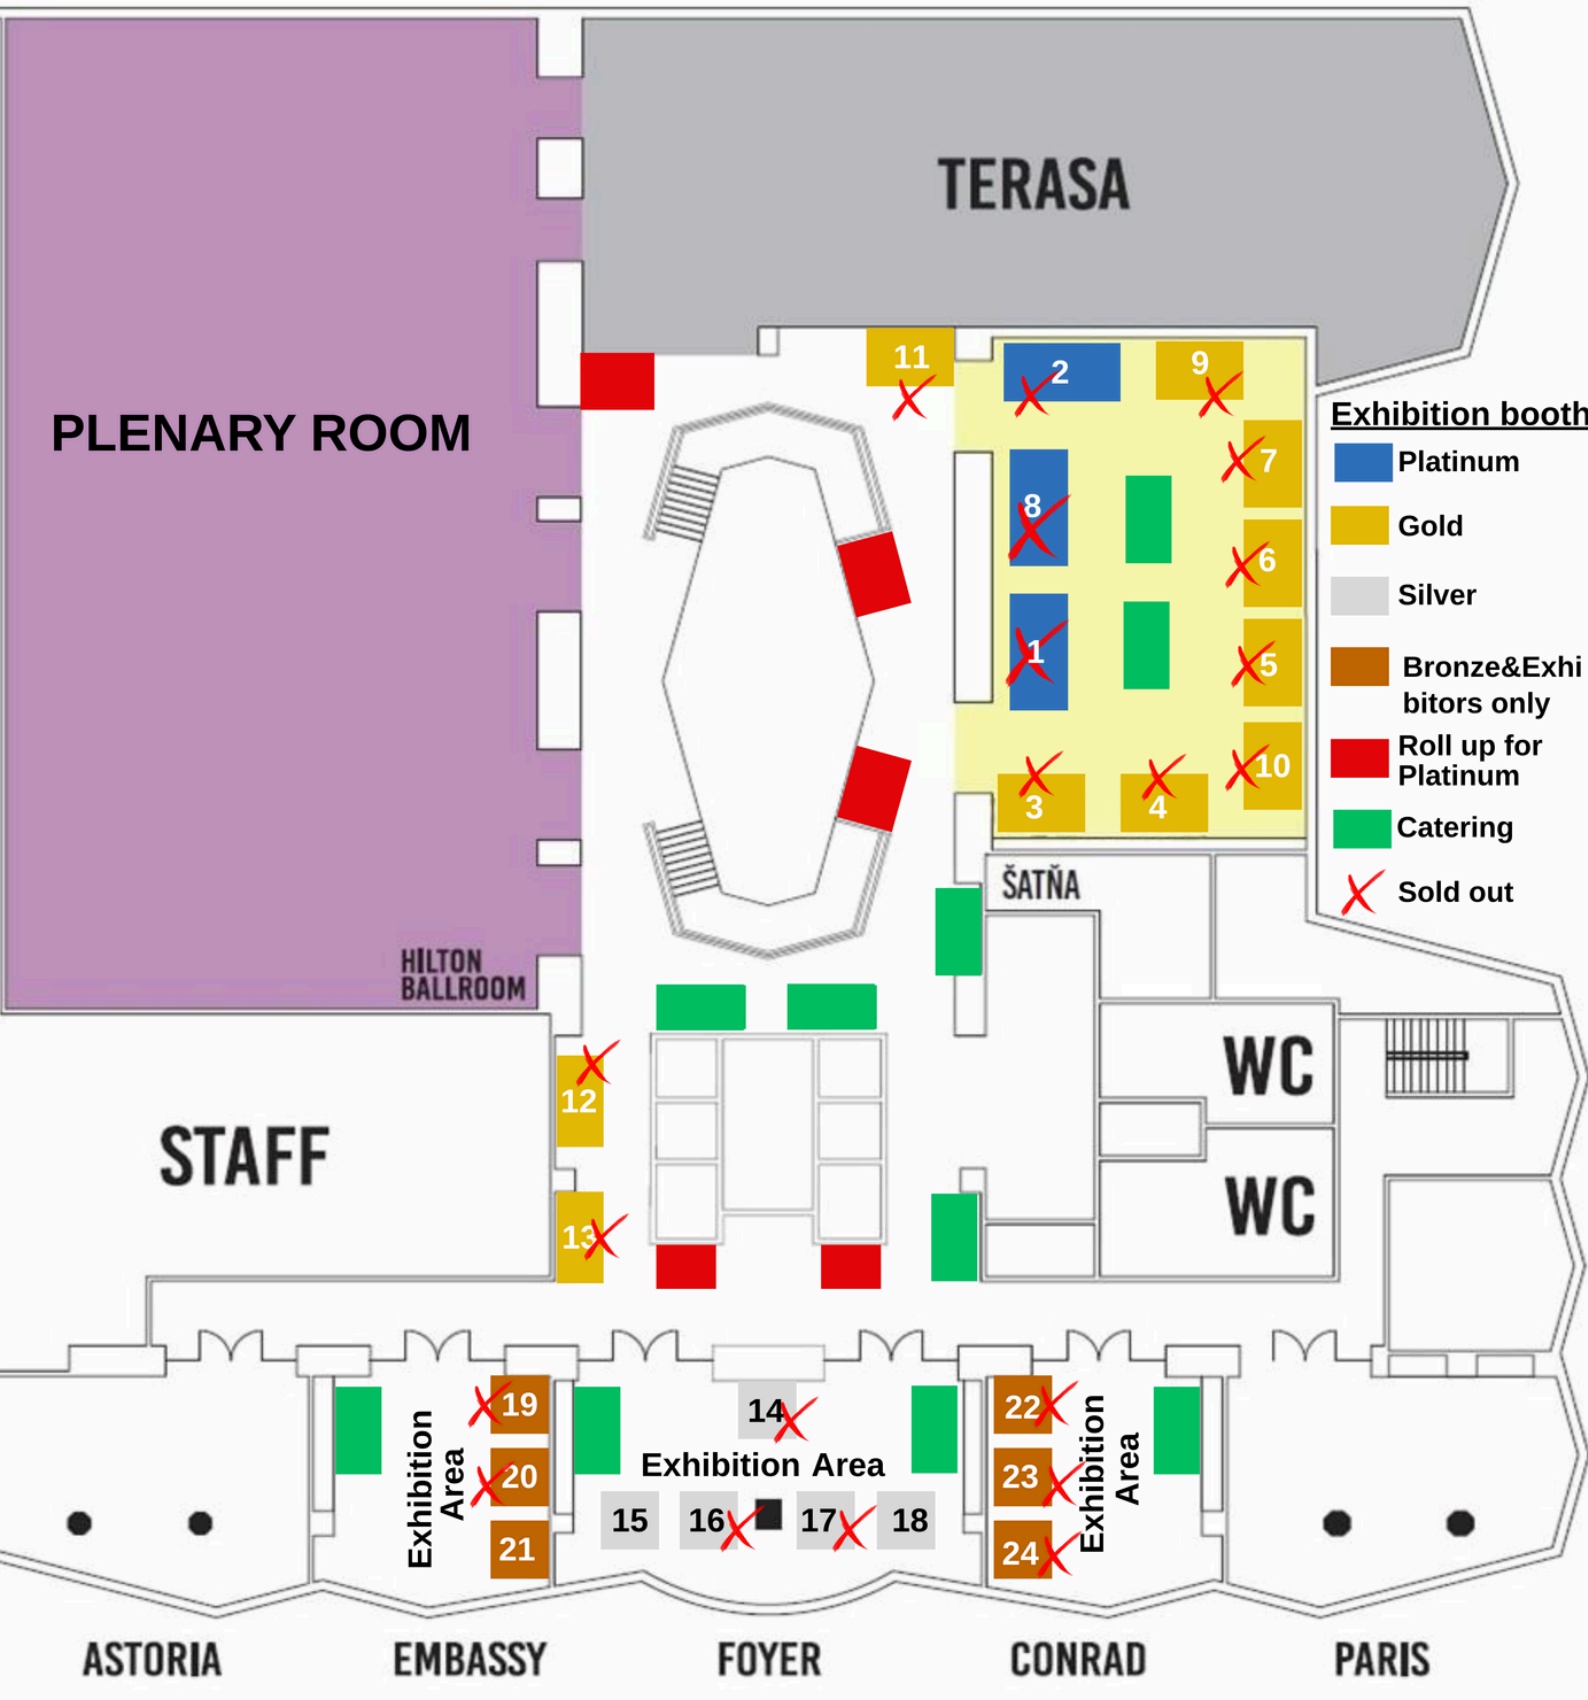 TERASA
PLENARY ROOM
11
2
9
7
8
6
1
5
10
3
4
Exhibition booth
Platinum
Gold
Silver
Bronze&Exhi
bitors only
Roll up for
Platinum
Catering
Sold out
ŠATŇA
HILTON
BALLROOM
STAFF
12
13
WC
WC
19
20
21
Exhibition
Area
14
Exhibition Area
15
16
17
18
22
23
24
Exhibition
Area
ASTORIA
EMBASSY
FOYER
CONRAD
PARIS